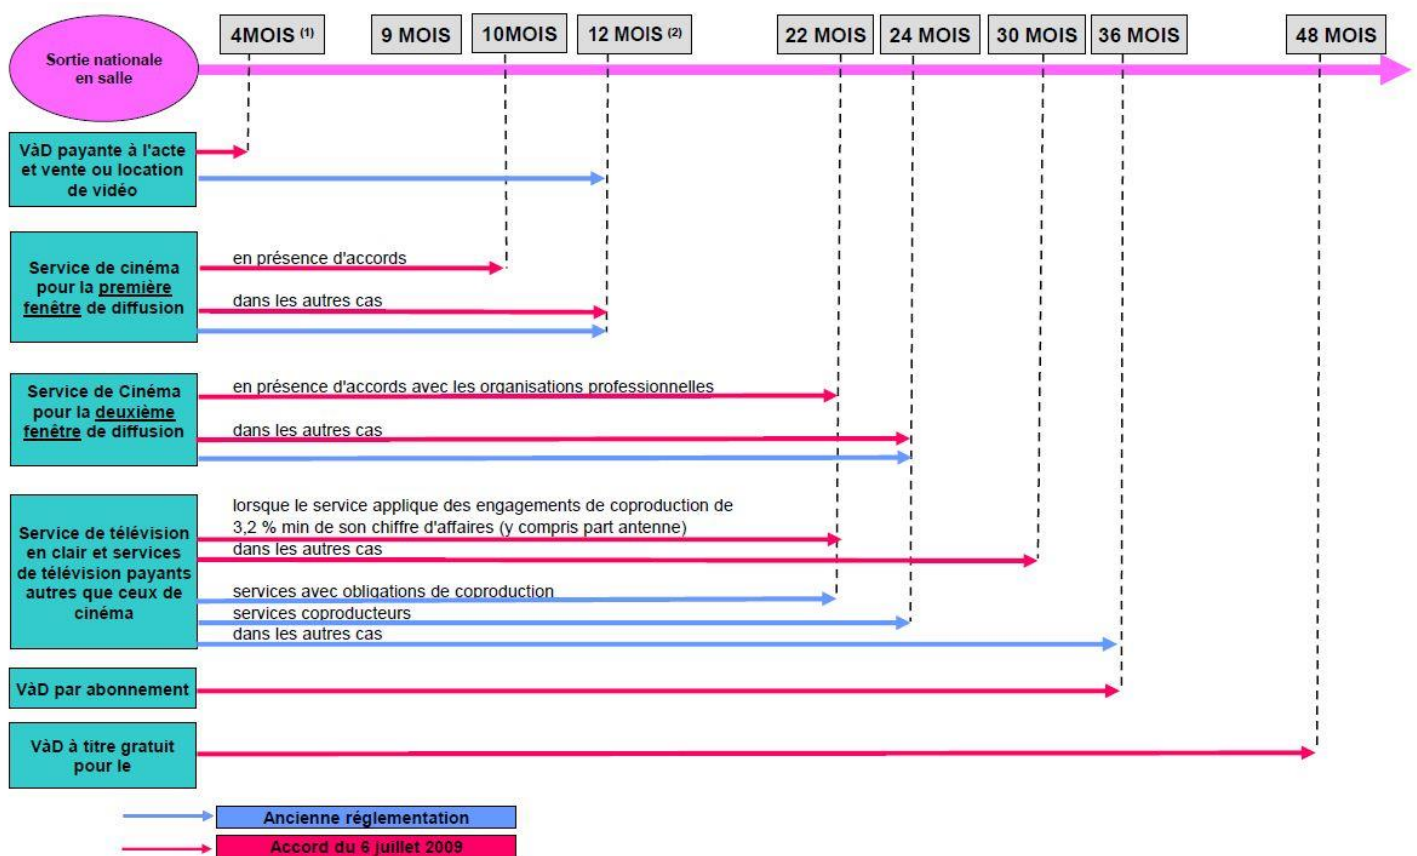 4MOIS (1)
9 MOIS
10MOIS
12 MOIS (2)
22 MOIS
24 MOIS
30 MOIS
36 MOIS
48 MOIS
Sortie nationale
en salle
VàD payante à l'acte
et vente ou location
de vidéo
Service de cinéma
pour la première
fenêtre de diffusion
en présence d'accords
dans les autres cas
Service de Cinéma
pour la deuxième
fenêtre de diffusion
en présence d'accords avec les organisations professionnelles
dans les autres cas
Service de télévision
en clair et services
de télévision payants
autres que ceux de
cinéma
lorsque le service applique des engagements de coproduction de
3,2 % min de son chiffre d'affaires (y compris part antenne)
dans les autres cas
services avec obligations de coproduction
services coproducteurs
dans les autres cas
VàD par abonnement
VàD à titre gratuit
pour le
Ancienne réglementation
Accord du 6 juillet 2009